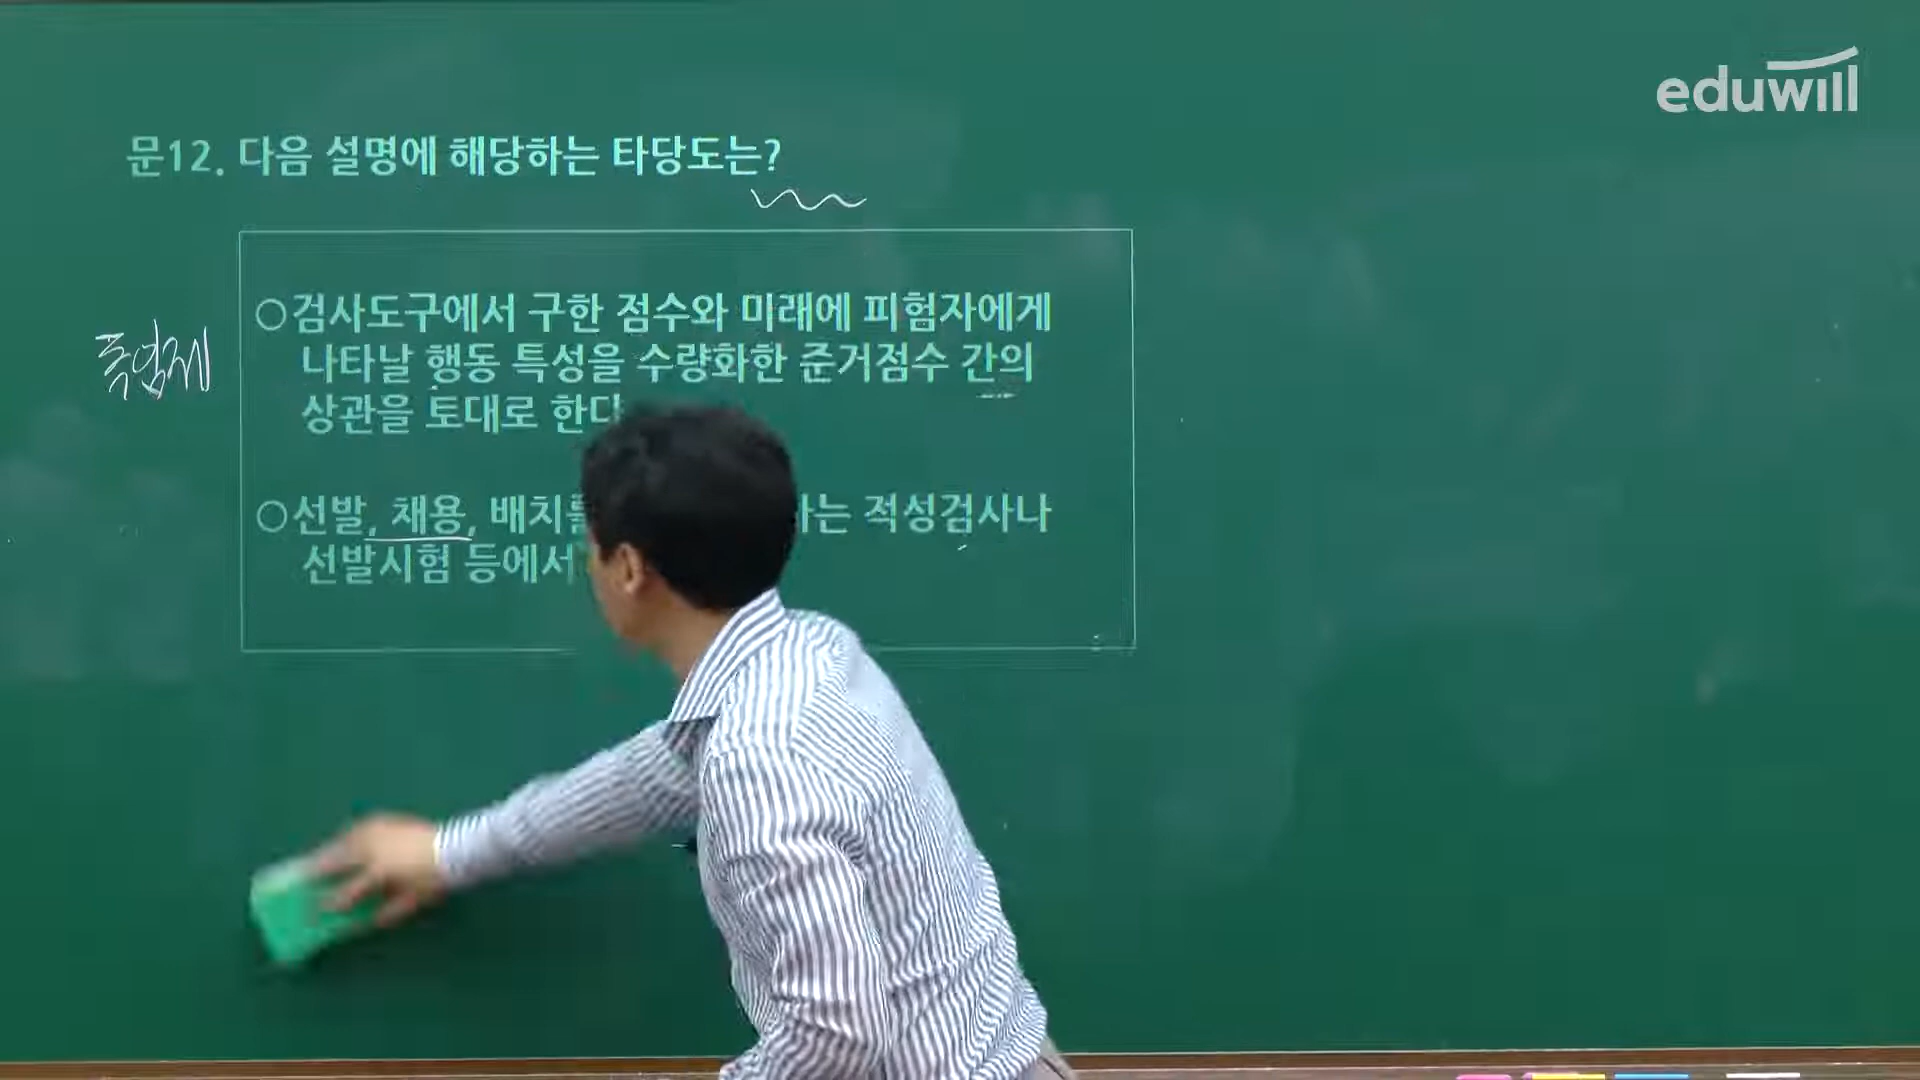 eduwill
문12. 다음 설명에 해당하는 타당도는?
○검사도구에서 구한 점수와 미래에 피험자에게
나타날 행동 특성을 수량화한 준거점수 간의
상관을 토대로 한다
○선발, 채용, 배치를 하는 적성검사나
선발시험 등에서